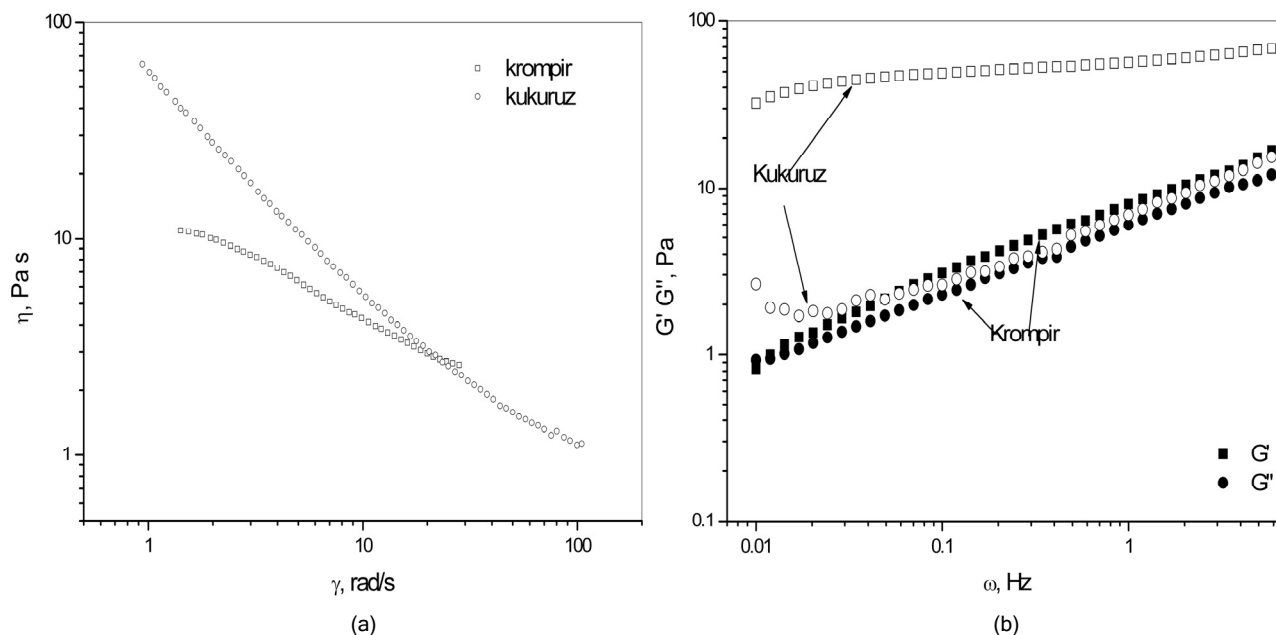 100
10
1
η, Pa s
krompir
kukuruz
1
10
100
γ, rad/s
(a)
100
10
1
0.1
G' G'', Pa
Kukuruz
Krompir
G'
G''
0.01
0.1
1
ω, Hz
(b)